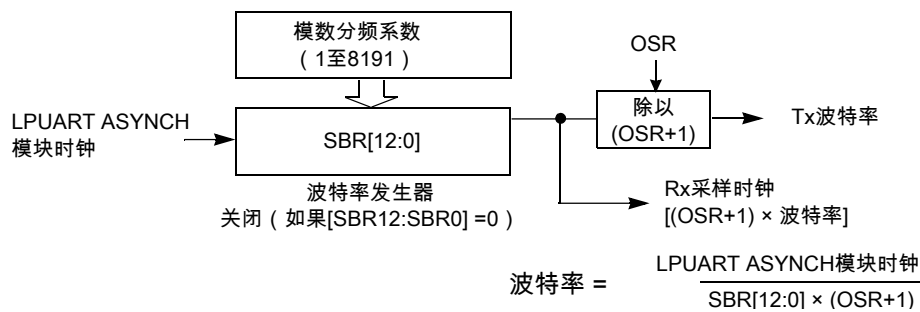 模数分频系数
（1至8191）
OSR
LPUART ASYNCH
模块时钟
SBR[12:0]
除以
(OSR+1)
Tx波特率
波特率发生器
关闭（如果[SBR12:SBR0] =0）
Rx采样时钟
[(OSR+1) × 波特率]
波特率 =
LPUART ASYNCH模块时钟
SBR[12:0] × (OSR+1)